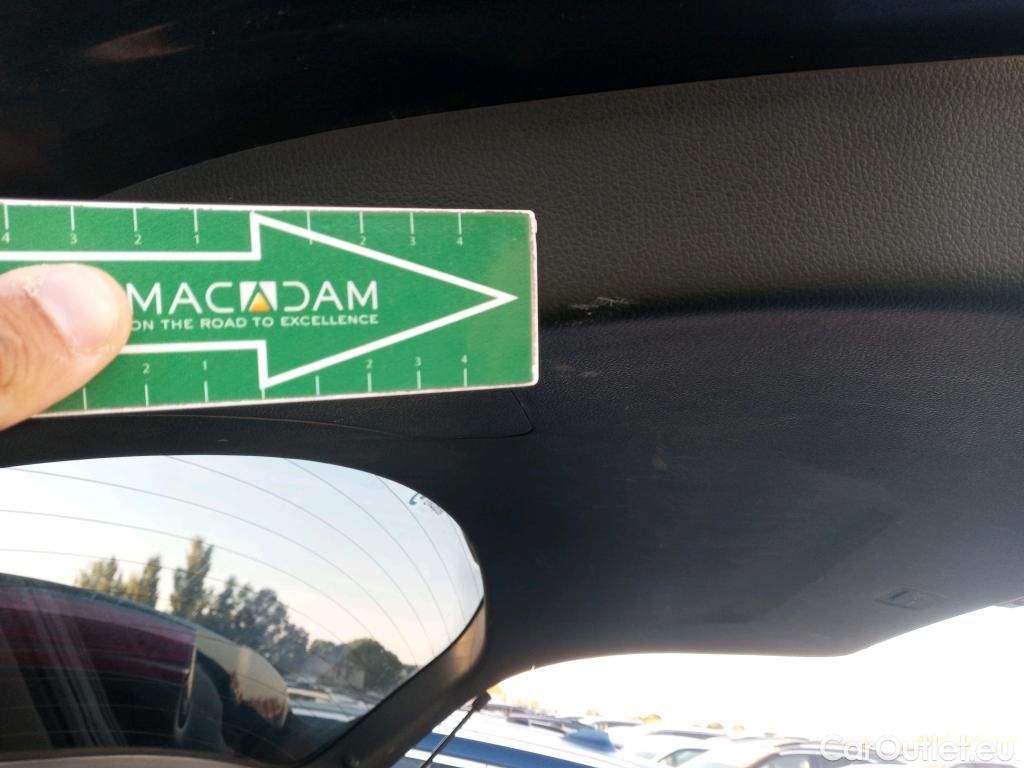 4 3 2 1 1 2 3 4
MACADAM
ON THE ROAD TO EXCELLENCE
2 1 2 3 4
CarOutlet.eu